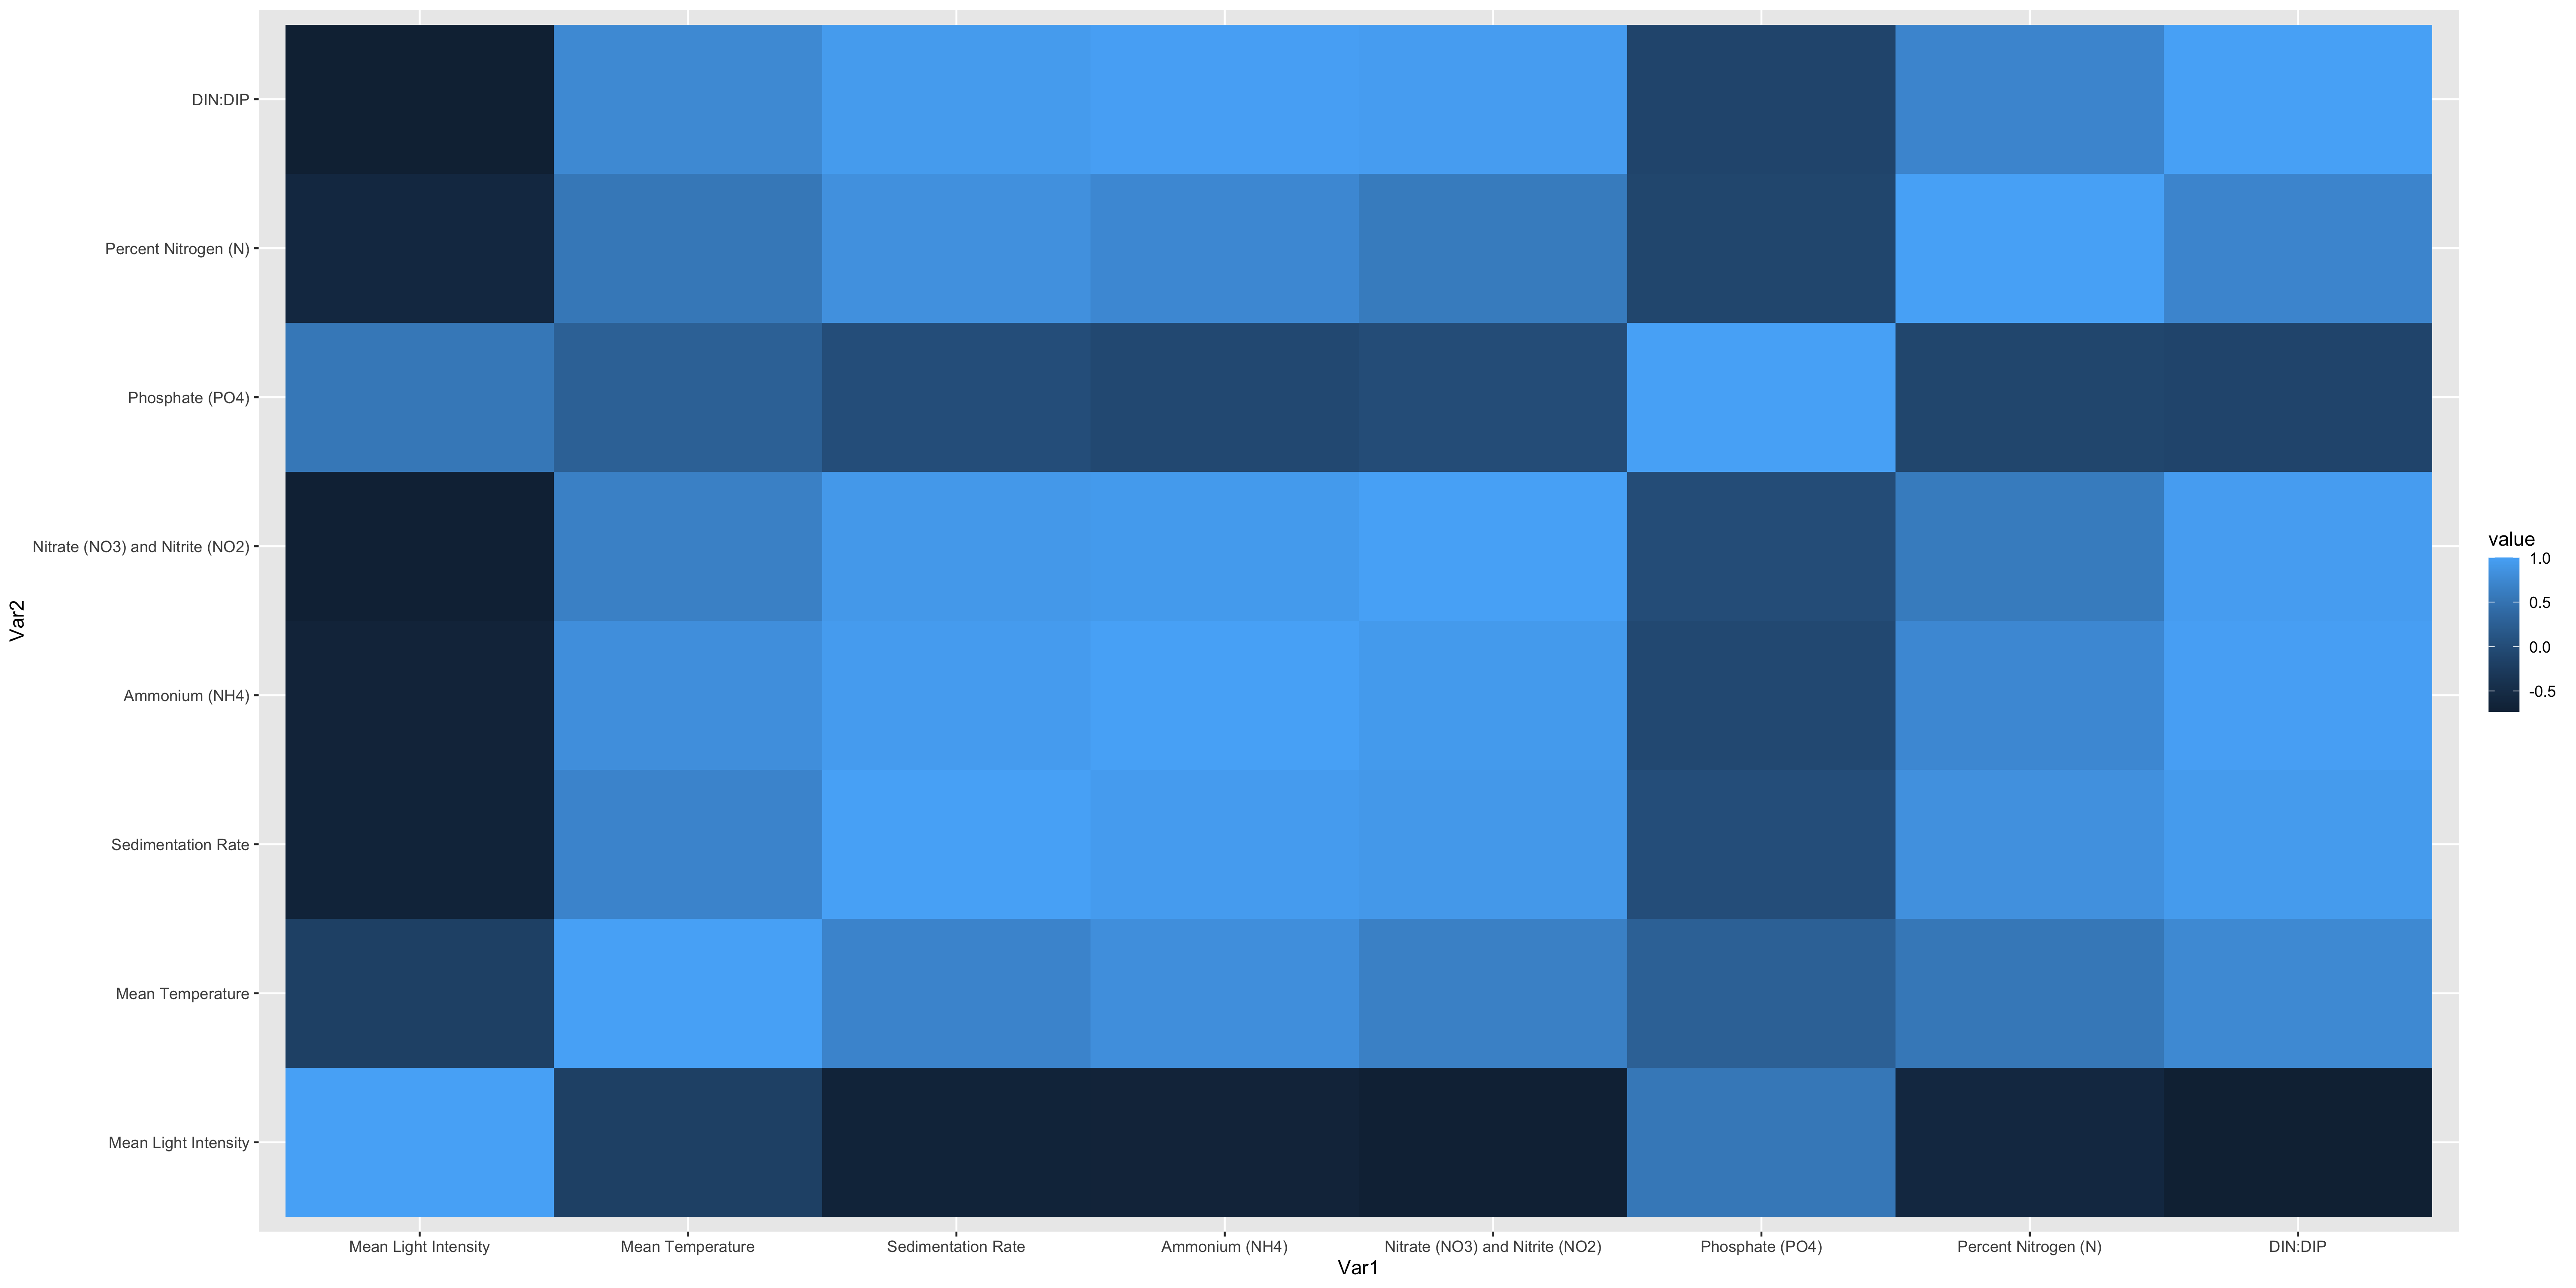 DIN:DIP
Percent Nitrogen (N)
Phosphate (PO4)
Nitrate (NO3) and Nitrite (NO2)
Ammonium (NH4)
Sedimentation Rate
Mean Temperature
Mean Light Intensity
Var2
Mean Light Intensity
Mean Temperature
Sedimentation Rate
Ammonium (NH4)
Nitrate (NO3) and Nitrite (NO2)
Phosphate (PO4)
Percent Nitrogen (N)
DIN:DIP
Var1
value
1.0
0.5
0.0
-0.5